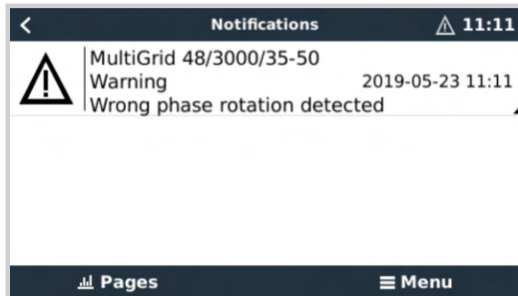 Notifications 11:11
MultiGrid 48/3000/35-50
Warning 2019-05-23 11:11
Wrong phase rotation detected
Pages Menu